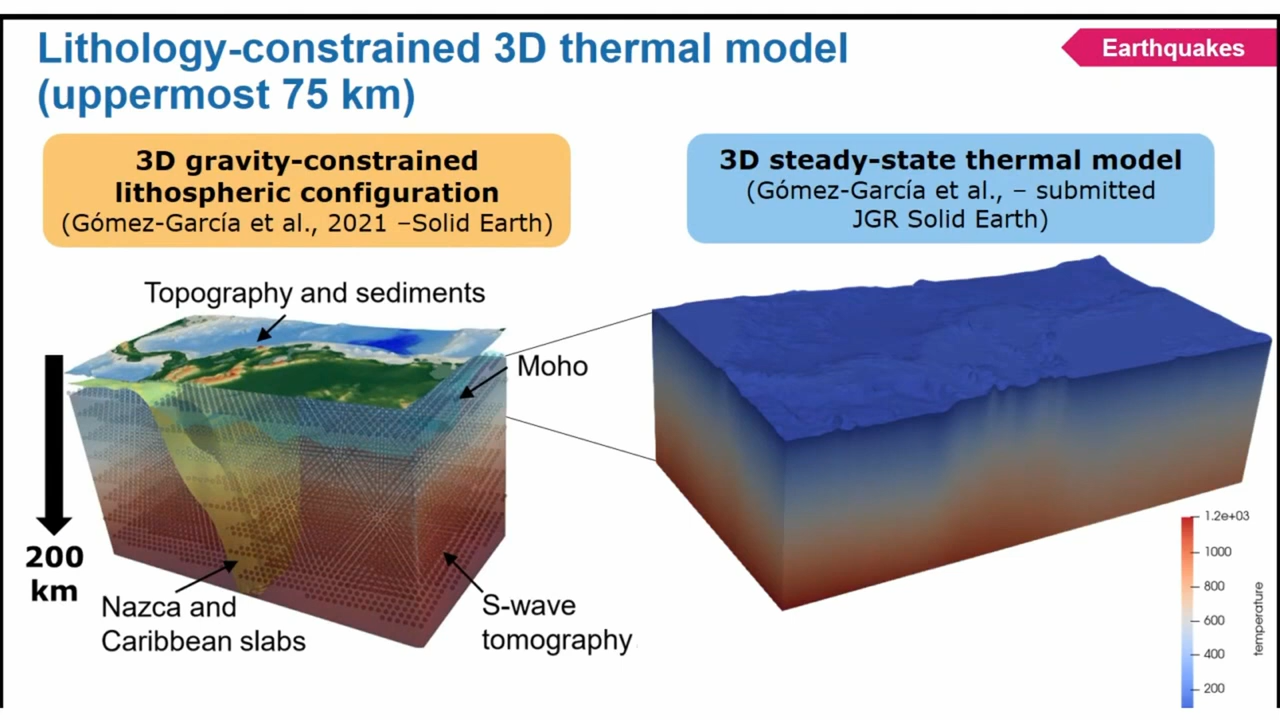 Lithology-constrained 3D thermal model
(uppermost 75 km)
Earthquakes
3D gravity-constrained
lithospheric configuration
(Gómez-García et al., 2021 –Solid Earth)
3D steady-state thermal model
(Gómez-García et al., – submitted
JGR Solid Earth)
Topography and sediments
Moho
200
km
Nazca and
Caribbean slabs
S-wave
tomography
1.2e+03
1000
800
600
400
200
temperature